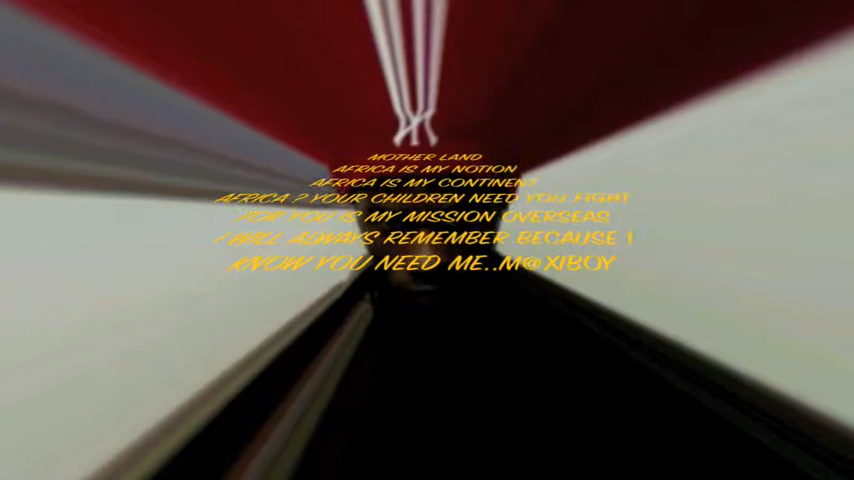 MOTHER LAND
AFRICA IS MY NOTION
AFRICA IS MY CONTINENT
AFRICA ? YOUR CHILDREN NEED YOU FIGHT
FOR YOU IS MY MISSION OVERSEAS
I WILL ALWAYS REMEMBER BECAUSE I
KNOW YOU NEED ME..M@XIBOY